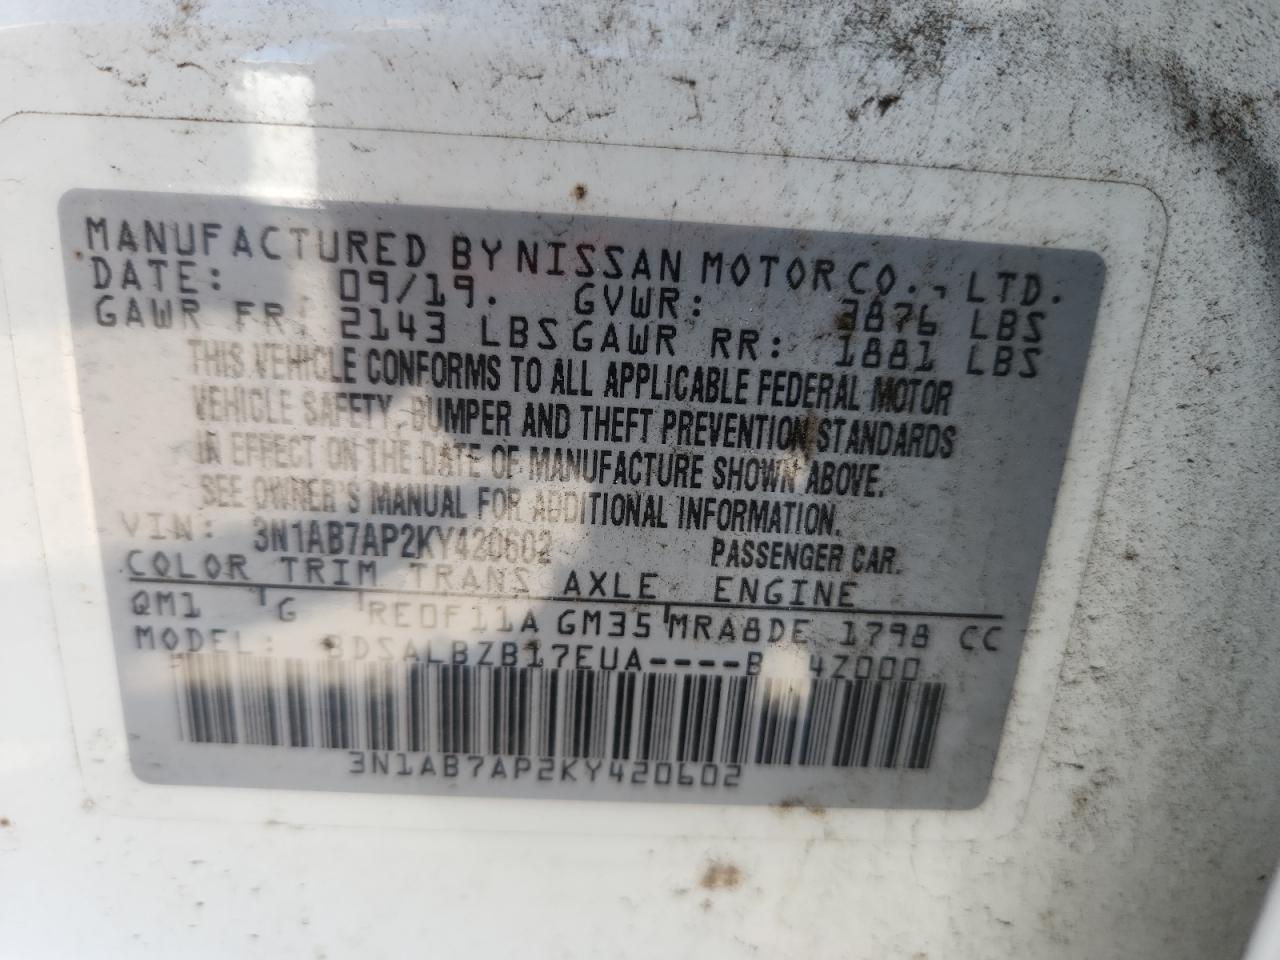 MANUFACTURED BY NISSAN MOTOR CO., LTD.
DATE: 09/19. GVWR: 3876 LBS
GAWR FR: 2143 LBS GAWR RR: 1881 LBS
THIS VEHICLE CONFORMS TO ALL APPLICABLE FEDERAL MOTOR
VEHICLE SAFETY, BUMPER AND THEFT PREVENTION STANDARDS
IN EFFECT ON THE DATE OF MANUFACTURE SHOWN ABOVE.
SEE OWNER'S MANUAL FOR ADDITIONAL INFORMATION.
VIN: 3N1AB7AP2KY420602 PASSENGER CAR.
COLOR TRIM TRANS AXLE ENGINE
QM1 G RE0F11A GM35 MRA8DE 1798 CC
MODEL:
3N1AB7AP2KY420602